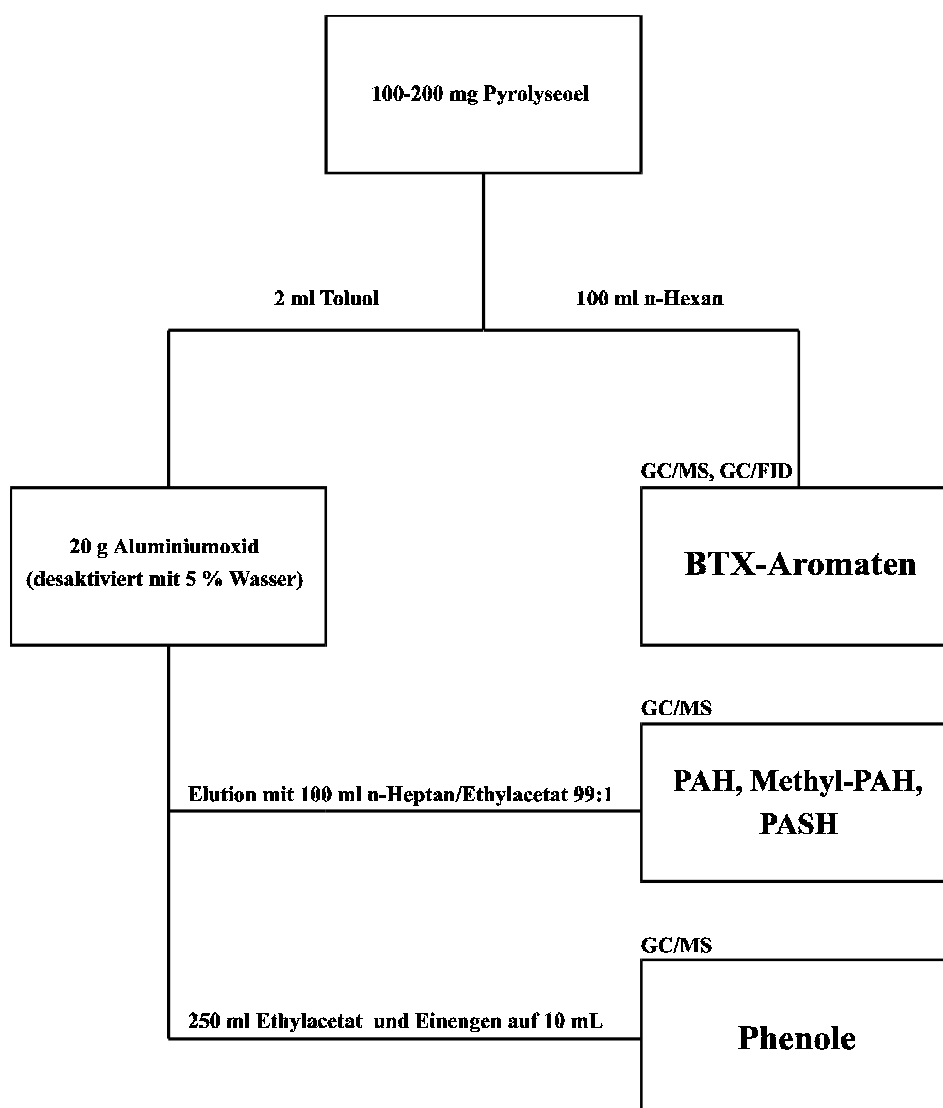 100-200 mg Pyrolyseoel
2 ml Toluol
100 ml n-Hexan
GC/MS, GC/FID
20 g Aluminiumoxid
(desaktiviert mit 5 % Wasser)
BTX-Aromaten
GC/MS
Elution mit 100 ml n-Heptan/Ethylacetat 99:1
PAH, Methyl-PAH,
PASH
GC/MS
250 ml Ethylacetat und Einengen auf 10 mL
Phenole